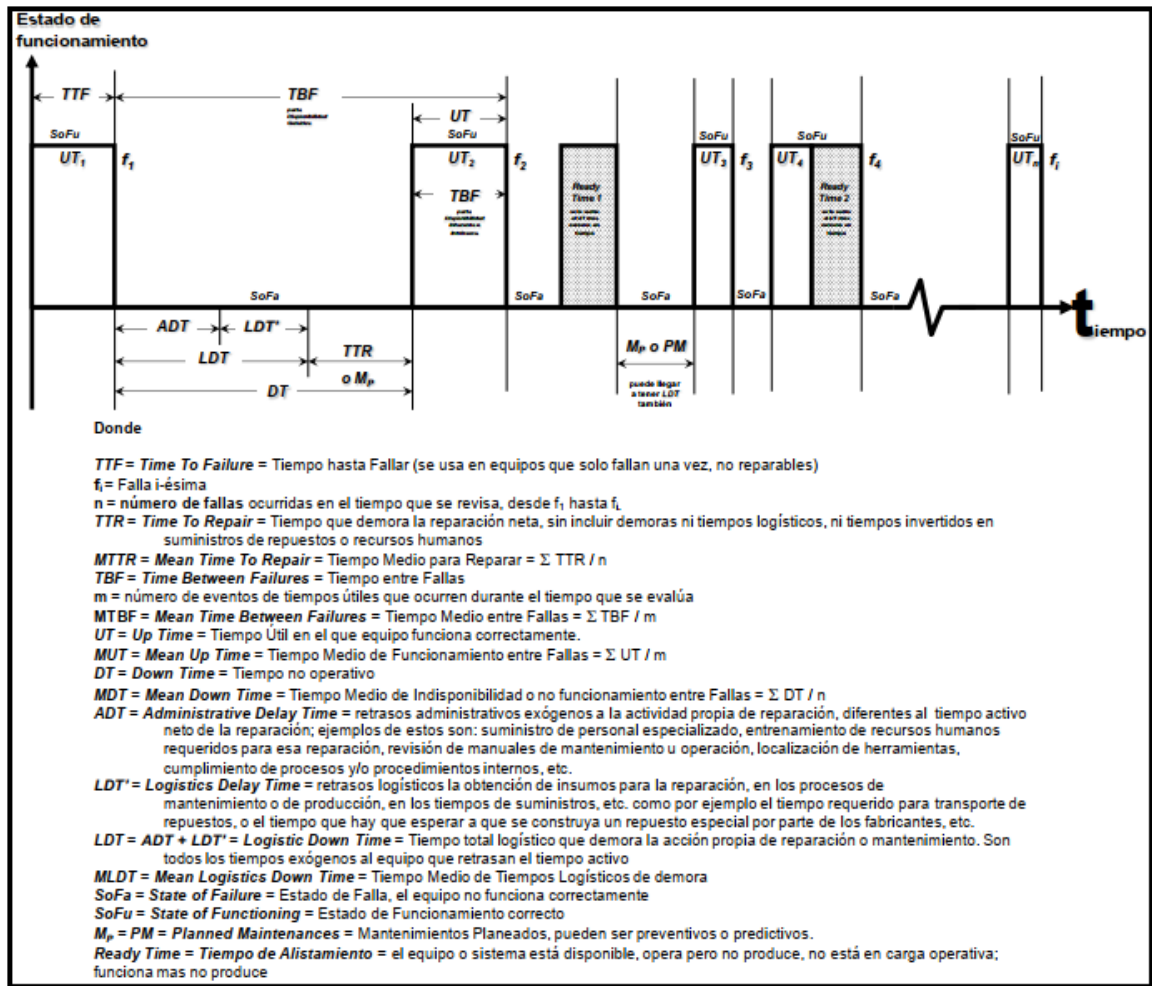 Estado de
funcionamiento
TTF
TBF
para
UT
SoFu
SoFu
SoFu
SoFu
SoFu
UT₁
f₁
UT₂
f₂
Ready
Time 1
UT₃
f₃
UT₄
f₄
UTₘ
fᵢ
TBF
Ready
Time 2
SoFa
SoFa
SoFa
SoFa
SoFa
tiempo
ADT
LDT'
LDT
TTR
o Mₚ
DT
Mₚ o PM
puede llegar
a tener LDT
también
Donde
TTF = Time To Failure = Tiempo hasta Fallar (se usa en equipos que solo fallan una vez, no reparables)
fᵢ = Falla i-ésima
n = número de fallas ocurridas en el tiempo que se revisa, desde f₁ hasta fᵢ.
TTR = Time To Repair = Tiempo que demora la reparación neta, sin incluir demoras ni tiempos logísticos, ni tiempos invertidos en
suministros de repuestos o recursos humanos
MTTR = Mean Time To Repair = Tiempo Medio para Reparar = Σ TTR / n
TBF = Time Between Failures = Tiempo entre Fallas
m = número de eventos de tiempos útiles que ocurren durante el tiempo que se evalúa
MTBF = Mean Time Between Failures = Tiempo Medio entre Fallas = Σ TBF / m
UT = Up Time = Tiempo Útil en el que equipo funciona correctamente.
MUT = Mean Up Time = Tiempo Medio de Funcionamiento entre Fallas = Σ UT / m
DT = Down Time = Tiempo no operativo
MDT = Mean Down Time = Tiempo Medio de Indisponibilidad o no funcionamiento entre Fallas = Σ DT / n
ADT = Administrative Delay Time = retrasos administrativos exógenos a la actividad propia de reparación, diferentes al tiempo activo
neto de la reparación; ejemplos de estos son: suministro de personal especializado, entrenamiento de recursos humanos
requeridos para esa reparación, revisión de manuales de mantenimiento u operación, localización de herramientas,
cumplimiento de procesos y/o procedimientos internos, etc.
LDT' = Logistics Delay Time = retrasos logísticos la obtención de insumos para la reparación, en los procesos de
mantenimiento o de producción, en los tiempos de suministros, etc. como por ejemplo el tiempo requerido para transporte de
repuestos, o el tiempo que hay que esperar a que se construya un repuesto especial por parte de los fabricantes, etc.
LDT = ADT + LDT' = Logistic Down Time = Tiempo total logístico que demora la acción propia de reparación o mantenimiento. Son
todos los tiempos exógenos al equipo que retrasan el tiempo activo
MLDT = Mean Logistics Down Time = Tiempo Medio de Tiempos Logísticos de demora
SoFa = State of Failure = Estado de Falla, el equipo no funciona correctamente
SoFu = State of Functioning = Estado de Funcionamiento correcto
Mₚ = PM = Planned Maintenances = Mantenimientos Planeados, pueden ser preventivos o predictivos.
Ready Time = Tiempo de Alistamiento = el equipo o sistema está disponible, opera pero no produce, no está en carga operativa;
funciona mas no produce